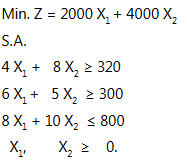 Min. Z = 2000 X₁ + 4000 X₂
S.A.
4 X₁ + 8 X₂ ≥ 320
6 X₁ + 5 X₂ ≥ 300
8 X₁ + 10 X₂ ≤ 800
X₁, X₂ ≥ 0.